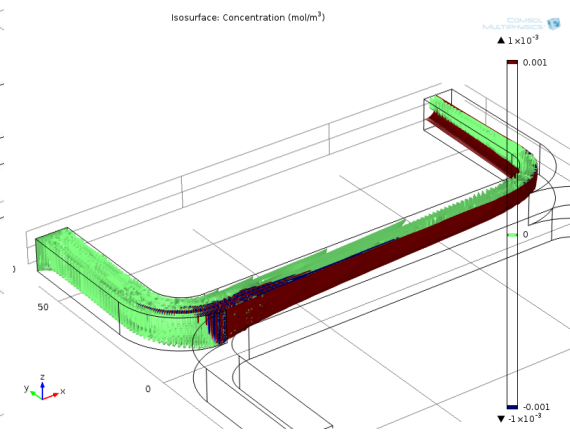 Isosurface: Concentration (mol/m³)
COMSOL
MULTIPHYSICS
▲ 1×10⁻³
0.001
0
-0.001
▼ -1×10⁻³
50
0
z
y
x